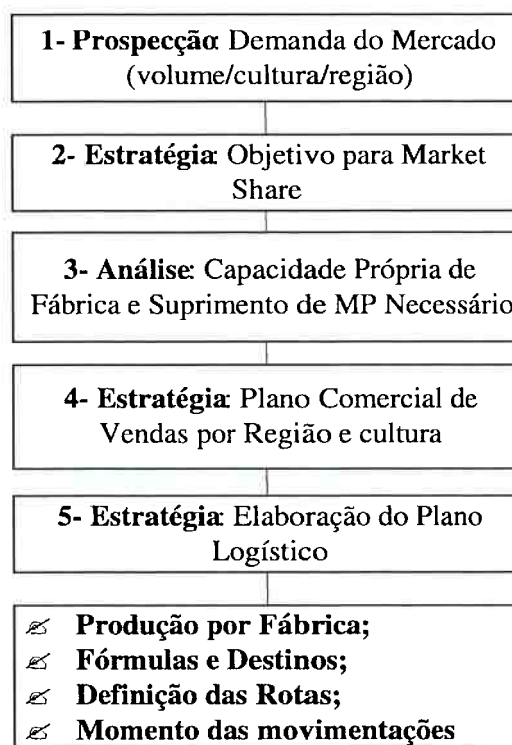 1- Prospecção: Demanda do Mercado
(volume/cultura/região)
2- Estratégia: Objetivo para Market
Share
3- Análise: Capacidade Própria de
Fábrica e Suprimento de MP Necessário
4- Estratégia: Plano Comercial de
Vendas por Região e cultura
5- Estratégia: Elaboração do Plano
Logístico
Produção por Fábrica;
Fórmulas e Destinos;
Definição das Rotas;
Momento das movimentações